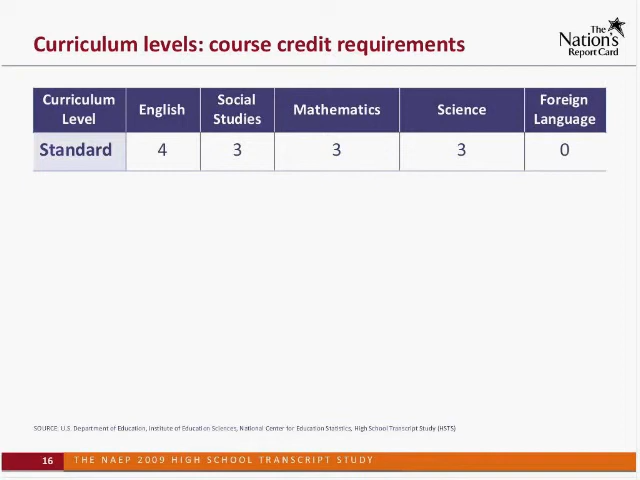 Curriculum levels: course credit requirements
The Nation's Report Card
Curriculum Level English Social Studies Mathematics Science Foreign Language
Standard 4 3 3 3 0
SOURCE: U.S. Department of Education, Institute of Education Sciences, National Center for Education Statistics, High School Transcript Study (HSTS)
16 THE NAEP 2009 HIGH SCHOOL TRANSCRIPT STUDY